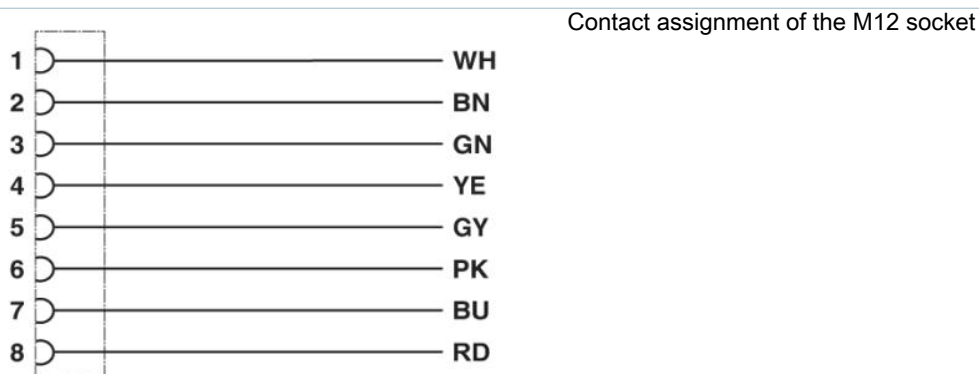 Contact assignment of the M12 socket
1 WH
2 BN
3 GN
4 YE
5 GY
6 PK
7 BU
8 RD